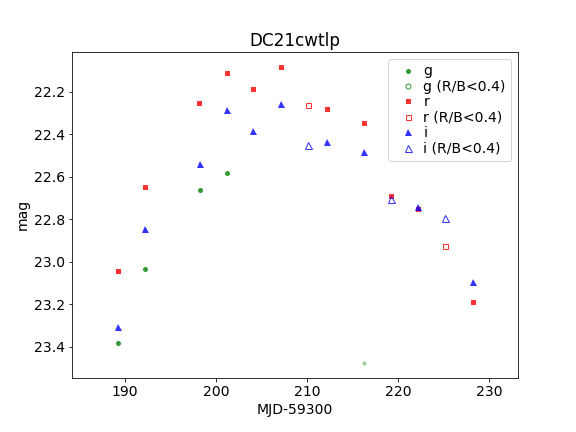 DC21cwtlp
g
g (R/B<0.4)
r
r (R/B<0.4)
i
i (R/B<0.4)
mag
22.2
22.4
22.6
22.8
23.0
23.2
23.4
190
200
210
220
230
MJD-59300